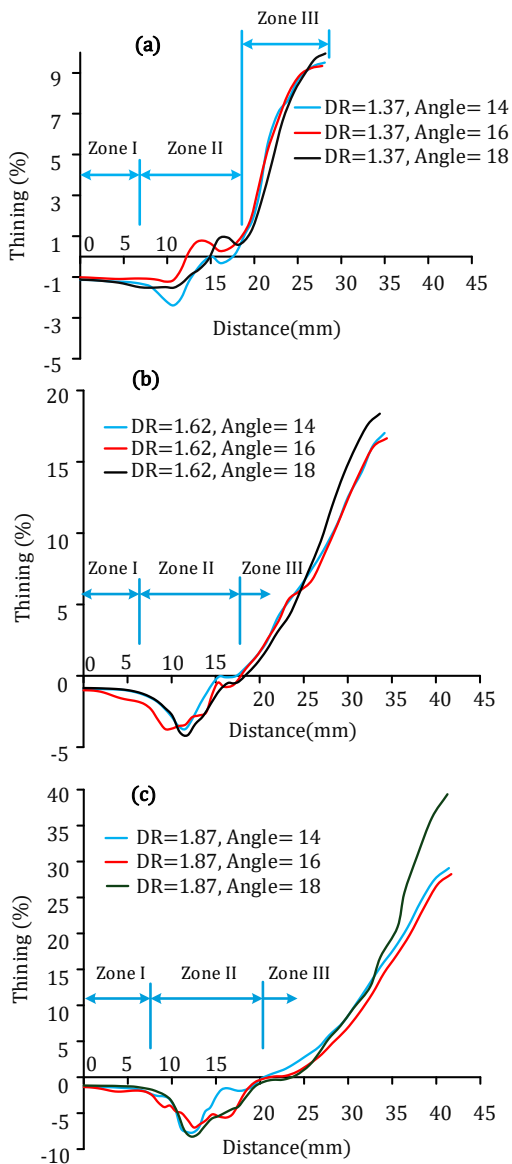 (a)
Zone III
9
7
5
3
1
-1
-3
-5
Thining (%)
DR=1.37, Angle= 14
DR=1.37, Angle= 16
DR=1.37, Angle= 18
Zone I
Zone II
0 5 10 15 20 25 30 35 40 45
Distance(mm)
(b)
20
15
10
5
0
-5
Thining (%)
DR=1.62, Angle= 14
DR=1.62, Angle= 16
DR=1.62, Angle= 18
Zone I
Zone II
Zone III
0 5 10 15 20 25 30 35 40 45
Distance(mm)
(c)
40
35
30
25
20
15
10
5
0
-5
-10
Thining (%)
DR=1.87, Angle= 14
DR=1.87, Angle= 16
DR=1.87, Angle= 18
Zone I
Zone II
Zone III
0 5 10 15 20 25 30 35 40 45
Distance(mm)